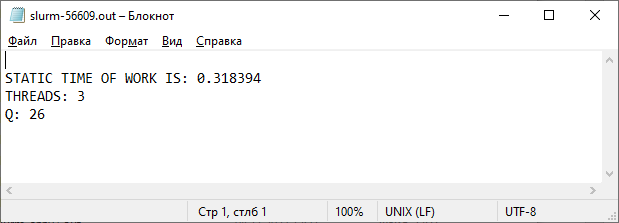 slurm-56609.out – Блокнот
Файл Правка Формат Вид Справка
STATIC TIME OF WORK IS: 0.318394
THREADS: 3
Q: 26
Стр 1, стлб 1 100% UNIX (LF) UTF-8